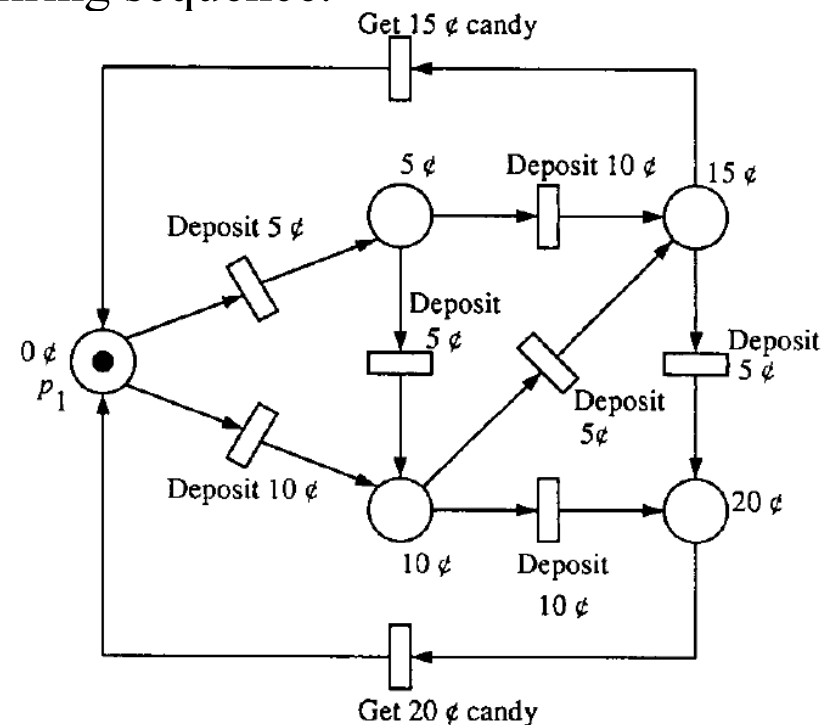 sequence.
Get 15 ¢ candy
5 ¢
Deposit 10 ¢
15 ¢
Deposit 5 ¢
Deposit
5 ¢
0 ¢
p1
Deposit
5 ¢
Deposit
5¢
Deposit 10 ¢
20 ¢
10 ¢
Deposit
10 ¢
Get 20 ¢ candy